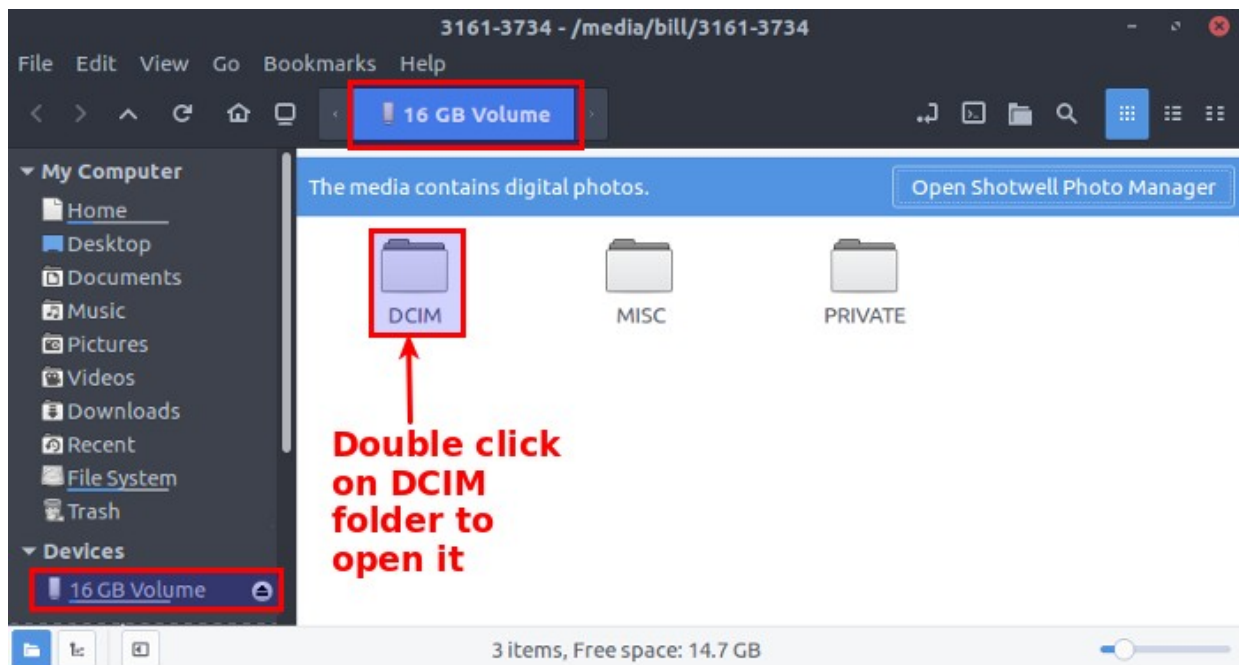 3161-3734 - /media/bill/3161-3734
File Edit View Go Bookmarks Help
16 GB Volume
My Computer
Home
Desktop
Documents
Music
Pictures
Videos
Downloads
Recent
File System
Trash
Devices
16 GB Volume
The media contains digital photos.
Open Shotwell Photo Manager
DCIM MISC PRIVATE
Double click
on DCIM
folder to
open it
3 items, Free space: 14.7 GB